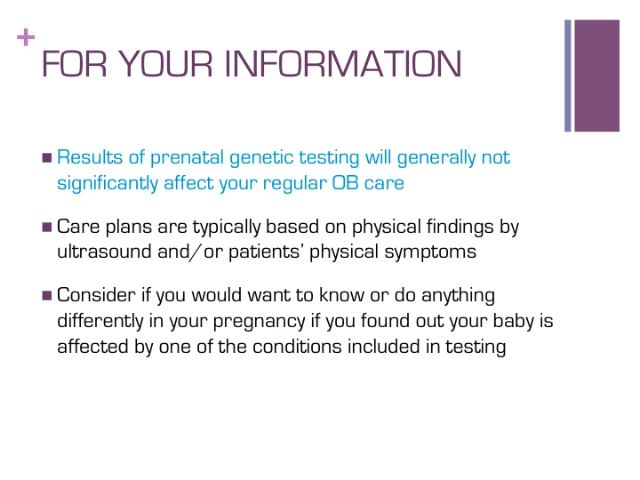 +
FOR YOUR INFORMATION
■ Results of prenatal genetic testing will generally not
significantly affect your regular OB care
■ Care plans are typically based on physical findings by
ultrasound and/or patients’ physical symptoms
■ Consider if you would want to know or do anything
differently in your pregnancy if you found out your baby is
affected by one of the conditions included in testing